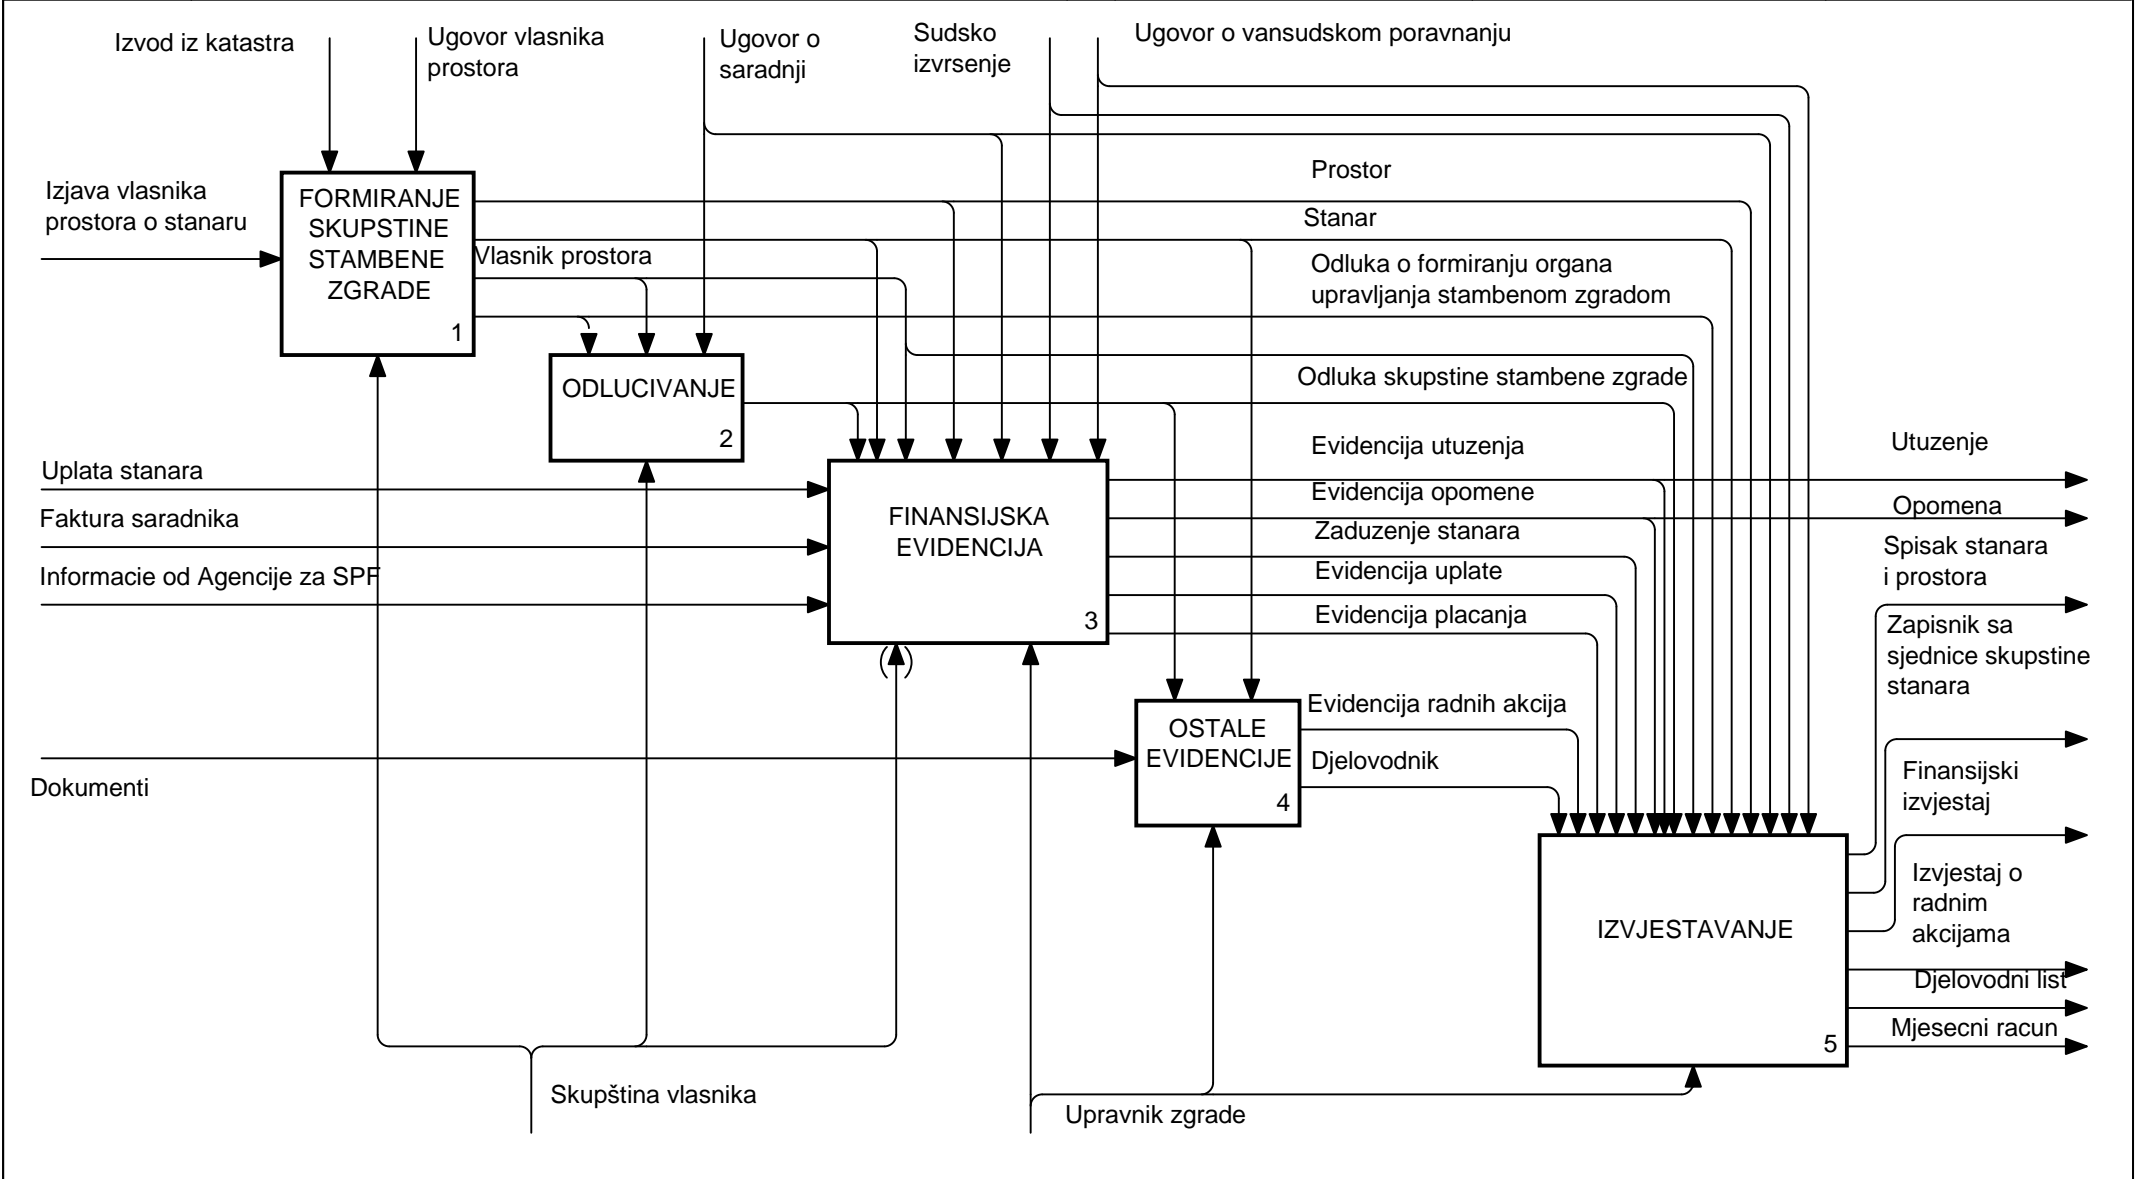 Izvod iz katastra
Ugovor vlasnika
prostora
Ugovor o
saradnji
Sudsko
izvrsenje
Ugovor o vansudskom poravnanju
Izjava vlasnika
prostora o stanaru
FORMIRANJE
SKUPSTINE
STAMBENE
ZGRADE
1
Prostor
Stanar
Vlasnik prostora
Odluka o formiranju organa
upravljanja stambenom zgradom
ODLUCIVANJE
2
Odluka skupstine stambene zgrade
Uplata stanara
Faktura saradnika
Informacie od Agencije za SPF
FINANSIJSKA
EVIDENCIJA
3
Evidencija utuzenja
Evidencija opomene
Zaduzenje stanara
Evidencija uplate
Evidencija placanja
Utuzenje
Opomena
Spisak stanara
i prostora
Zapisnik sa
sjednice skupstine
stanara
Dokumenti
OSTALE
EVIDENCIJE
4
Evidencija radnih akcija
Djelovodnik
Finansijski
izvjestaj
IZVJESTAVANJE
5
Izvjestaj o
radnim
akcijama
Djelovodni list
Mjesecni racun
Skupština vlasnika
Upravnik zgrade